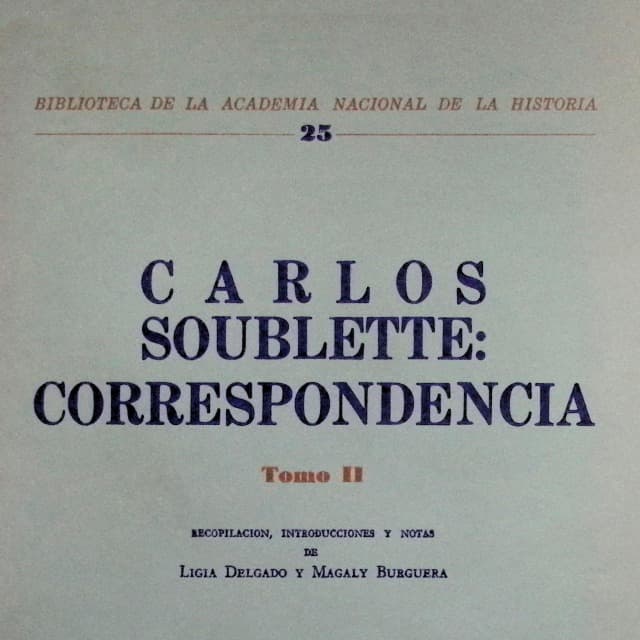 BIBLIOTECA DE LA ACADEMIA NACIONAL DE LA HISTORIA
25
CARLOS
SOUBLETTE:
CORRESPONDENCIA
Tomo II
RECOPILACION, INTRODUCCIONES Y NOTAS
DE
LIGIA DELGADO Y MAGALY BURGUERA